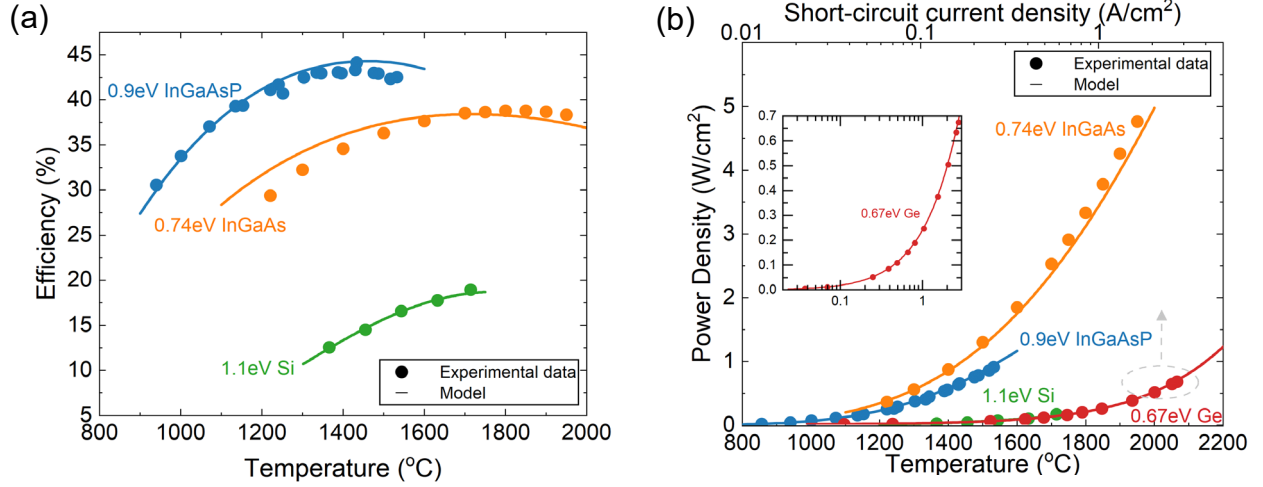 (a)
Efficiency (%)
45
40
35
30
25
20
15
10
5
0.9eV InGaAsP
0.74eV InGaAs
1.1eV Si
Experimental data
Model
800 1000 1200 1400 1600 1800 2000
Temperature (°C)
(b)
Short-circuit current density (A/cm²)
0.01 0.1 1
Power Density (W/cm²)
5
4
3
2
1
0
Experimental data
Model
0.74eV InGaAs
0.7
0.6
0.5
0.4
0.3
0.2
0.1
0.0
0.67eV Ge
0.1 1
0.9eV InGaAsP
1.1eV Si
0.67eV Ge
800 1000 1200 1400 1600 1800 2000 2200
Temperature (°C)